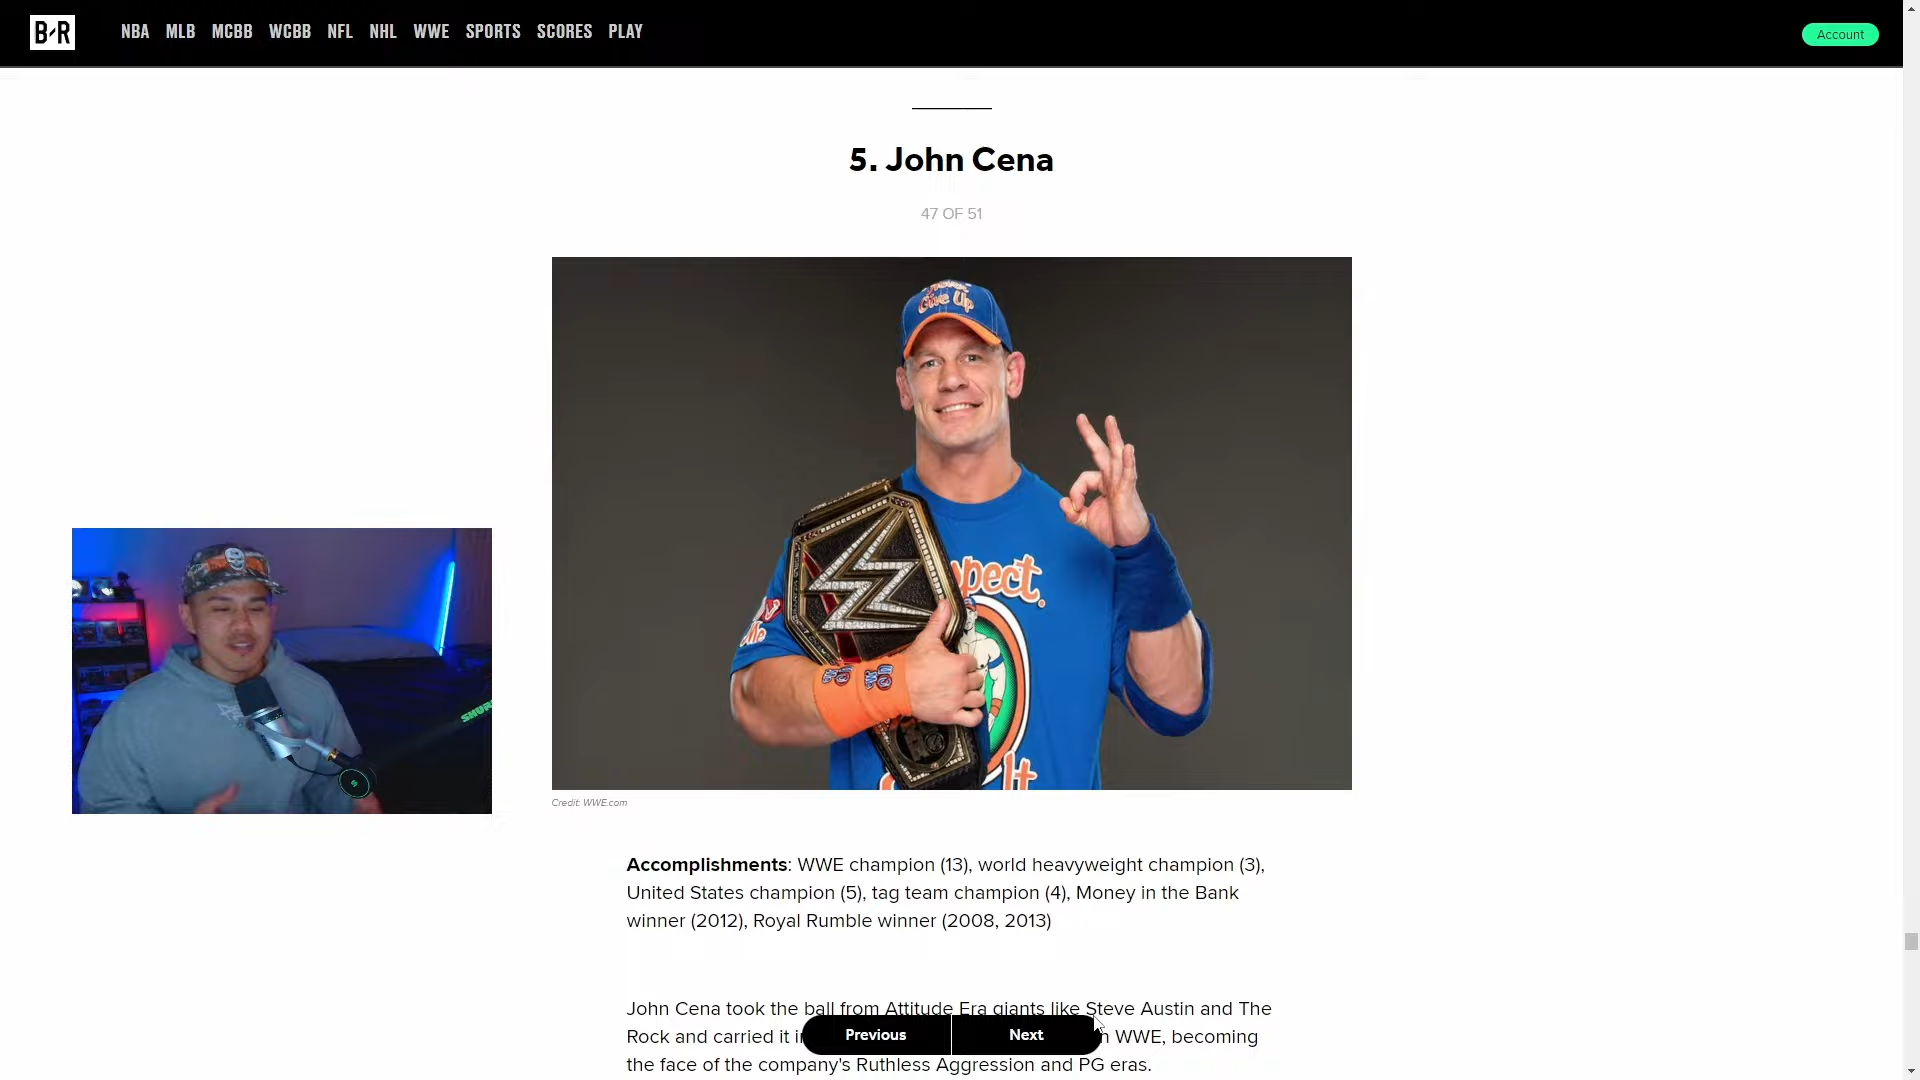 B/R NBA MLB MCBB WCBB NFL NHL WWE SPORTS SCORES PLAY Account
5. John Cena
47 OF 51
Give Up
SHURE
Credit: WWE.com
Accomplishments: WWE champion (13), world heavyweight champion (3),
United States champion (5), tag team champion (4), Money in the Bank
winner (2012), Royal Rumble winner (2008, 2013)
John Cena took the ball from Attitude Era giants like Steve Austin and The
Rock and carried it WWE, becoming
Previous Next
the face of the company's Ruthless Aggression and PG eras.